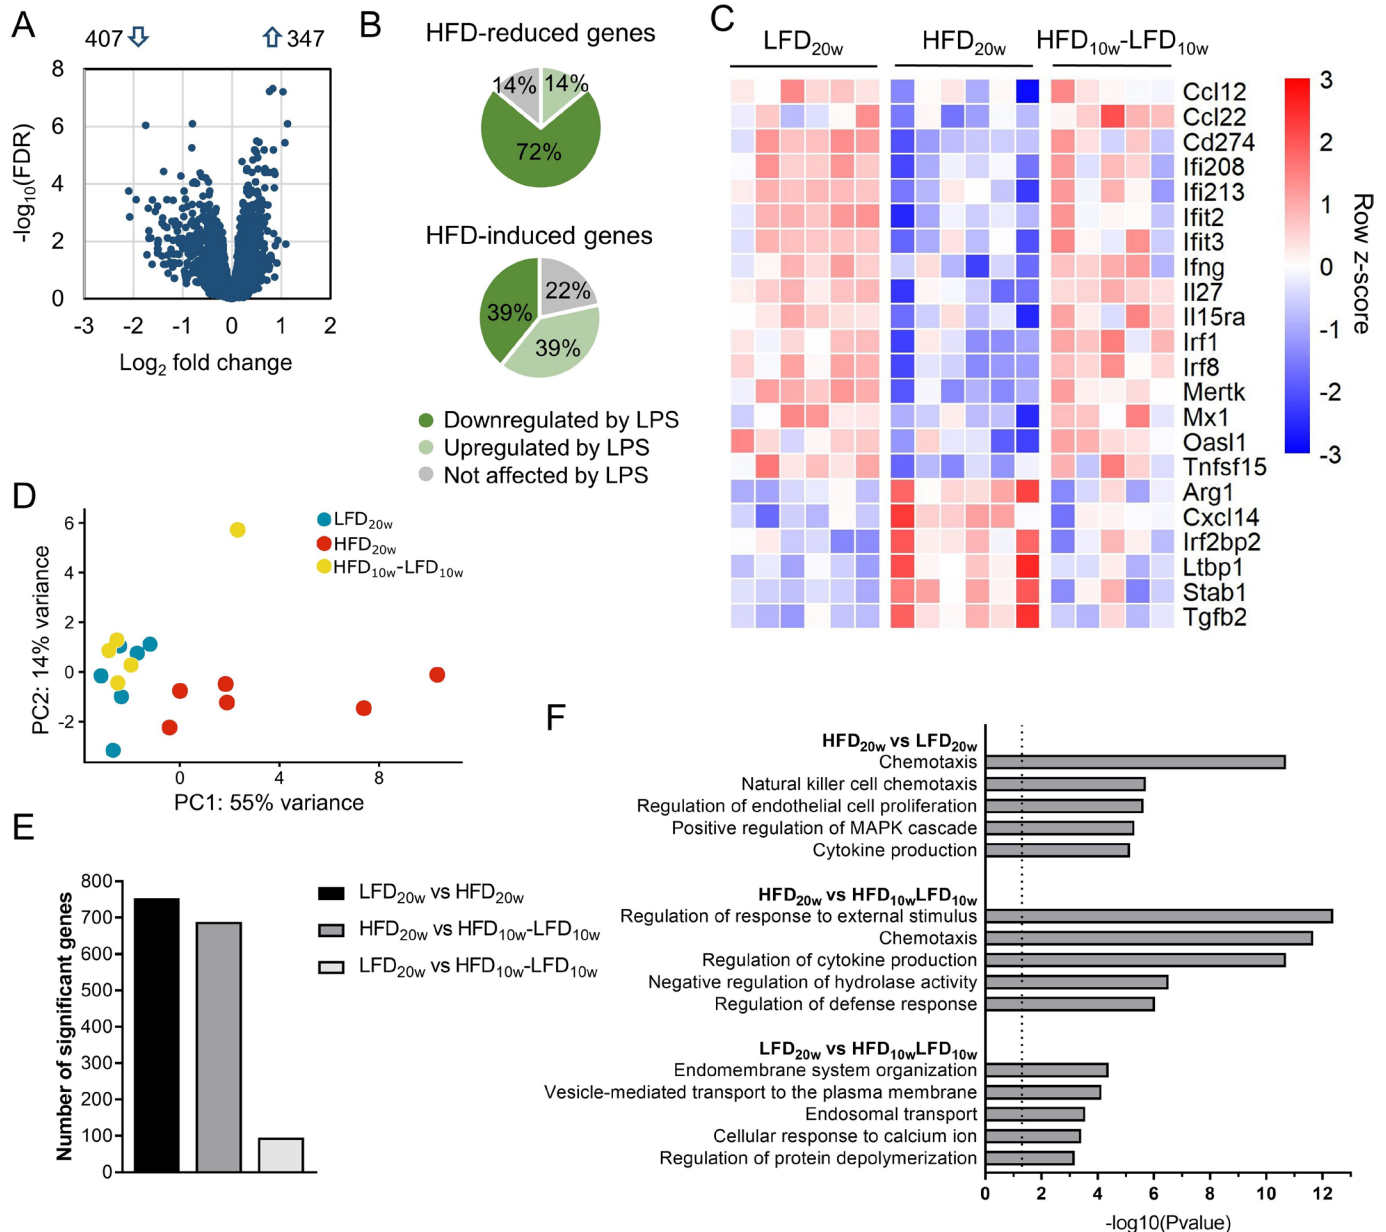 A
407 347
8
6
4
2
0
-3 -2 -1 0 1 2
-log10(FDR)
Log2 fold change
B
HFD-reduced genes
14% 14%
72%
HFD-induced genes
22%
39%
39%
Downregulated by LPS
Upregulated by LPS
Not affected by LPS
C
LFD20w HFD20w HFD10w-LFD10w
Ccl12
Ccl22
Cd274
Ifi208
Ifi213
Ifit2
Ifit3
Ifng
Il27
Il15ra
Irf1
Irf8
Mertk
Mx1
Oasl1
Tnfsf15
Arg1
Cxcl14
Irf2bp2
Ltbp1
Stab1
Tgfb2
3
2
1
0
-1
-2
-3
Row z-score
D
LFD20w
HFD20w
HFD10w-LFD10w
6
4
2
0
-2
0 4 8
PC2: 14% variance
PC1: 55% variance
E
800
700
600
500
400
300
200
100
0
Number of significant genes
LFD20w vs HFD20w
HFD20w vs HFD10w-LFD10w
LFD20w vs HFD10w-LFD10w
F
HFD20w vs LFD20w
Chemotaxis
Natural killer cell chemotaxis
Regulation of endothelial cell proliferation
Positive regulation of MAPK cascade
Cytokine production
HFD20w vs HFD10wLFD10w
Regulation of response to external stimulus
Chemotaxis
Regulation of cytokine production
Negative regulation of hydrolase activity
Regulation of defense response
LFD20w vs HFD10wLFD10w
Endomembrane system organization
Vesicle-mediated transport to the plasma membrane
Endosomal transport
Cellular response to calcium ion
Regulation of protein depolymerization
0 2 4 6 8 10 12
-log10(Pvalue)